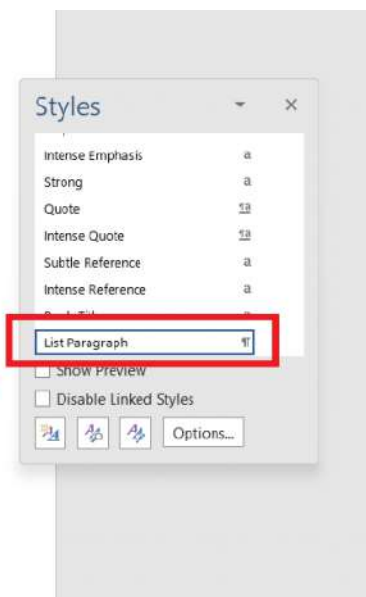 Styles
Intense Emphasis a
Strong a
Quote ¶a
Intense Quote ¶a
Subtle Reference a
Intense Reference a
List Paragraph ¶
Show Preview
Disable Linked Styles
Options...